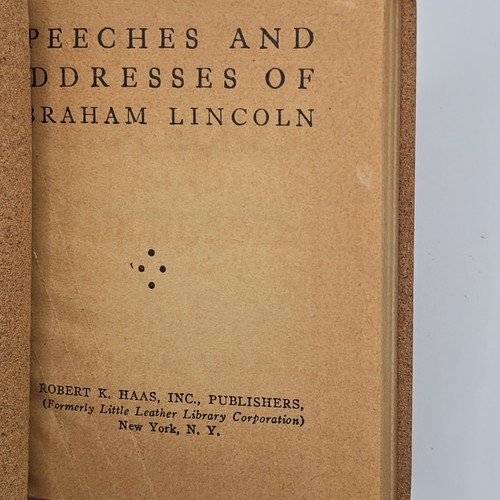 PEECHES AND
DDRESSES OF
BRAHAM LINCOLN
ROBERT K. HAAS, INC., PUBLISHERS,
(Formerly Little Leather Library Corporation)
New York, N. Y.